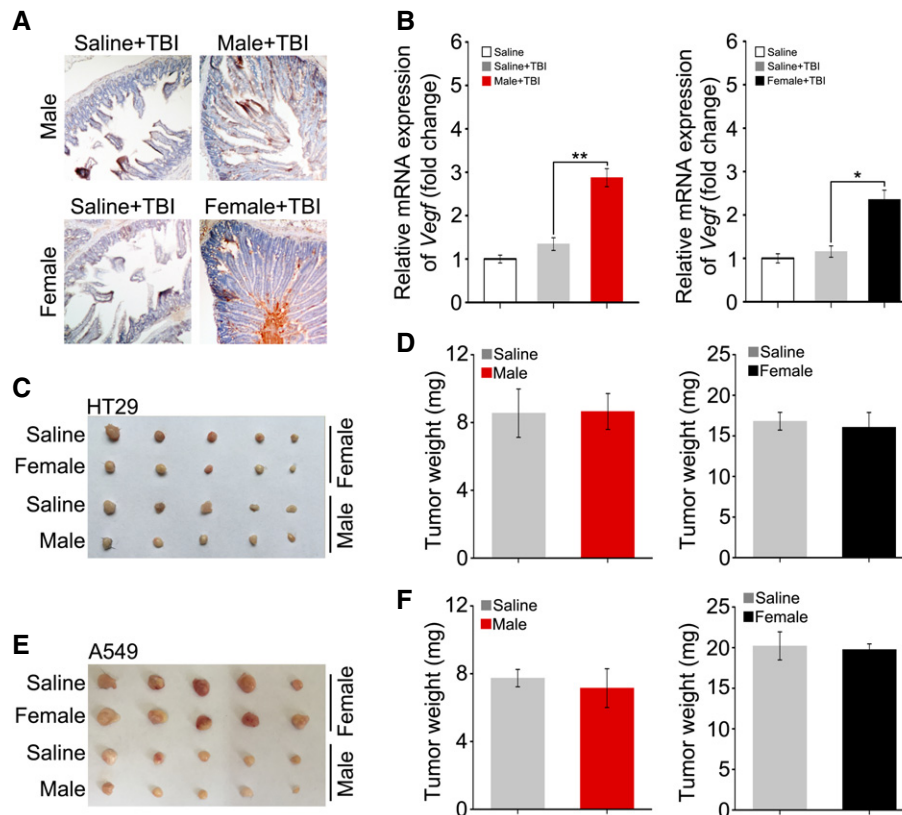 A
Saline+TBI Male+TBI
Male
Saline+TBI Female+TBI
Female
B
Relative mRNA expression
of Vegf (fold change)
6
5
4
3
2
1
0
Saline
Saline+TBI
Male+TBI
**
Relative mRNA expression
of Vegf (fold change)
6
5
4
3
2
1
0
Saline
Saline+TBI
Female+TBI
*
C
HT29
Saline
Female
Saline
Male
Female
Male
D
Tumor weight (mg)
12
8
4
0
Saline
Male
Tumor weight (mg)
25
20
15
10
5
0
Saline
Female
E
A549
Saline
Female
Saline
Male
Female
Male
F
Tumor weight (mg)
12
8
4
0
Saline
Male
Tumor weight (mg)
25
20
15
10
5
0
Saline
Female